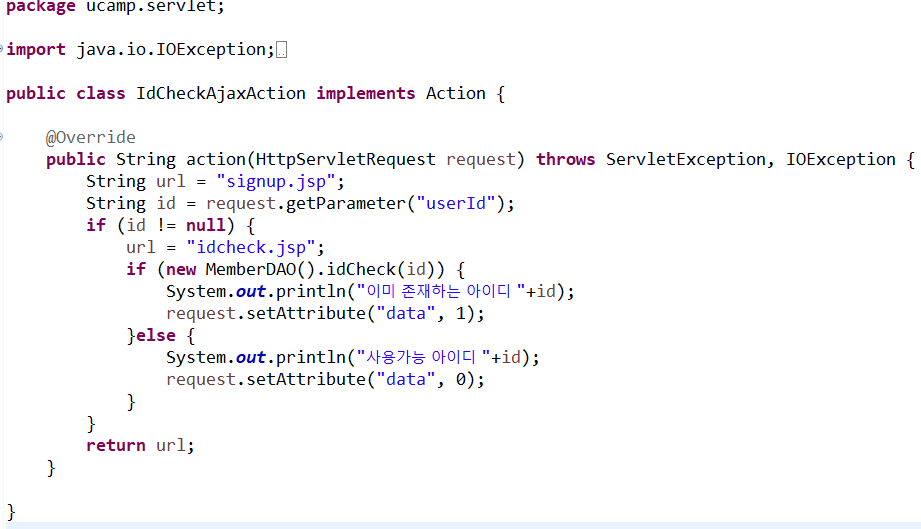 package ucamp.servlet;
import java.io.IOException;
public class IdCheckAjaxAction implements Action {
@Override
public String action(HttpServletRequest request) throws ServletException, IOException {
String url = "signup.jsp";
String id = request.getParameter("userId");
if (id != null) {
url = "idcheck.jsp";
if (new MemberDAO().idCheck(id)) {
System.out.println("이미 존재하는 아이디 "+id);
request.setAttribute("data", 1);
}else {
System.out.println("사용가능 아이디 "+id);
request.setAttribute("data", 0);
}
}
return url;
}
}